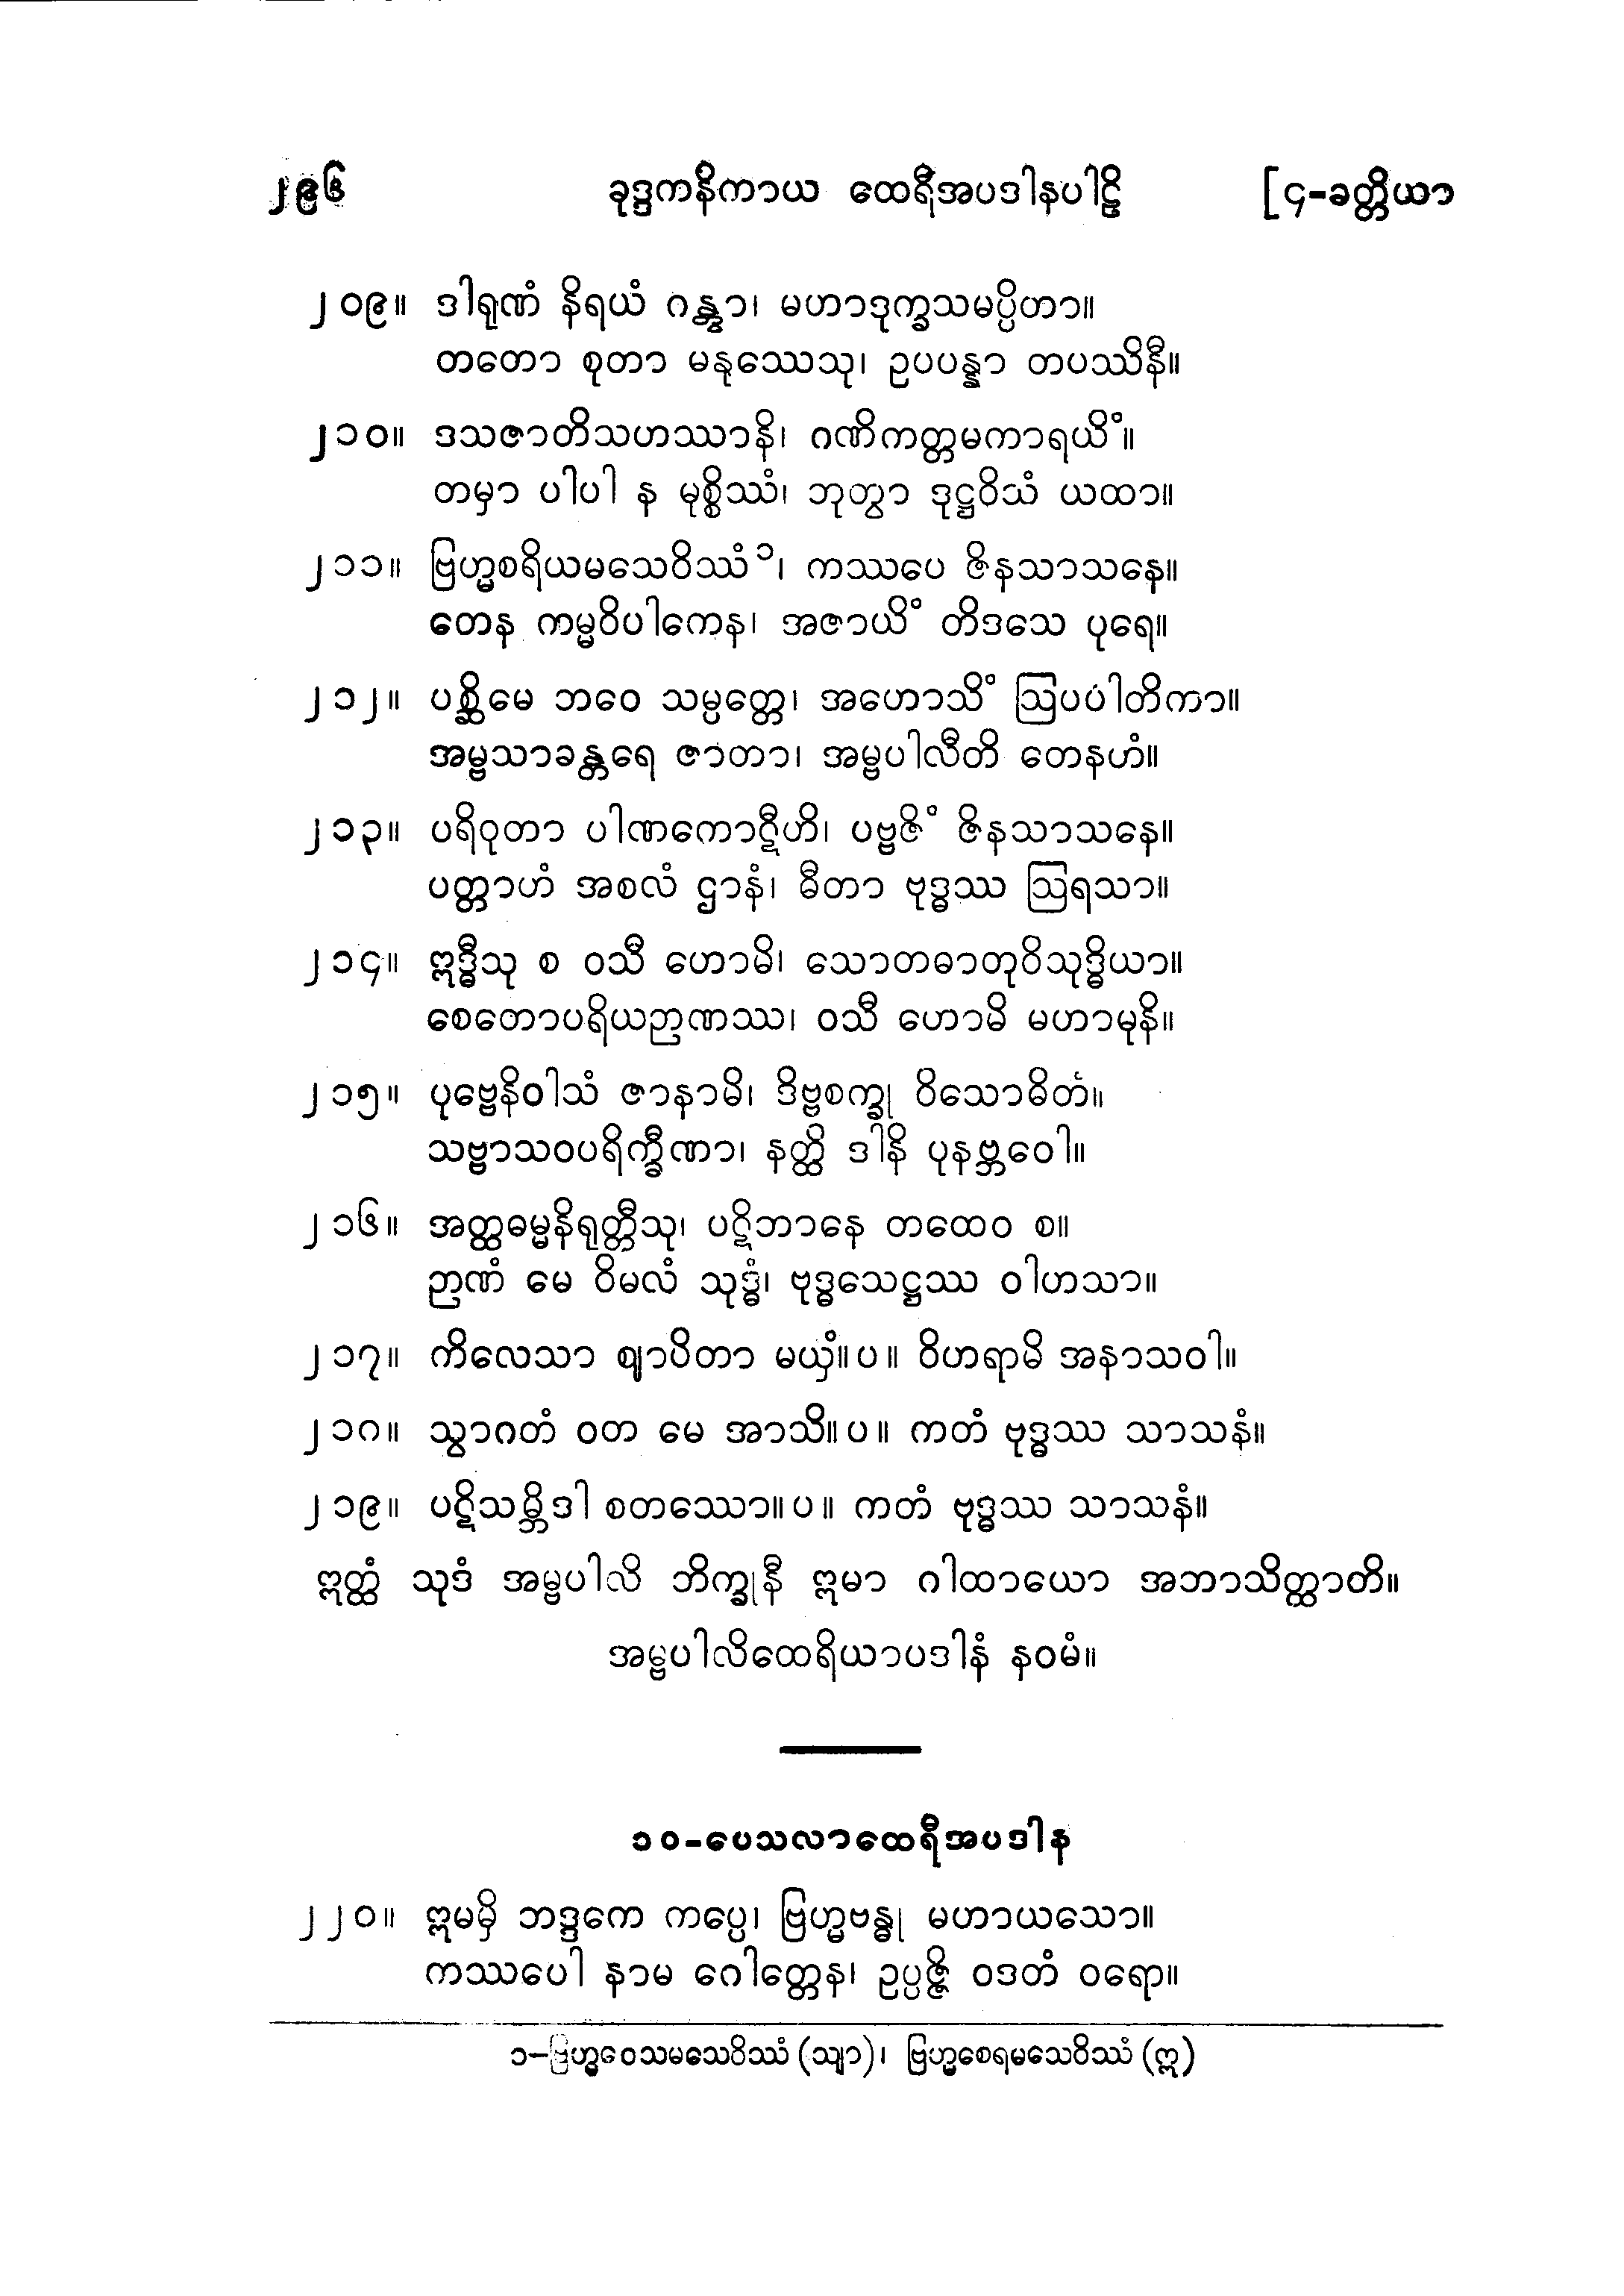 ၂၉၆ ခုဒ္ဒကနိကာယ ထေရီအပဒါနပါဠိ [၄-ခတ္တိယာ
၂၀၉။ ဒါရုဏံ နိရယံ ဂန္တွာ၊ မဟာဒုက္ခသမပ္ပိတာ။
တတော စုတာ မနုဿေသု၊ ဥပပန္နာ တပဿိနီ။
၂၁၀။ ဒသဇာတိသဟဿာနိ၊ ဂဏိကတ္တမကာရယိံ။
တမှာ ပါပါ န မုစ္စိဿံ၊ ဘုတွာ ဒုဋ္ဌဝိသံ ယထာ။
၂၁၁။ ဗြဟ္မစရိယမသေဝိဿံ ၁၊ ကဿပေ ဇိနသာသနေ။
တေန ကမ္မဝိပါကေန၊ အဇာယိံ တိဒသေ ပုရေ။
၂၁၂။ ပစ္ဆိမေ ဘဝေ သမ္ပတ္တေ၊ အဟောသိံ ဩပပါတိကာ။
အမ္ဗသာခန္တရေ ဇာတာ၊ အမ္ဗပါလီတိ တေနဟံ။
၂၁၃။ ပရိဝုတာ ပါဏကောဋီဟိ၊ ပဗ္ဗဇိံ ဇိနသာသနေ။
ပတ္တာဟံ အစလံ ဌာနံ၊ ဓီတာ ဗုဒ္ဓဿ ဩရသာ။
၂၁၄။ ဣဒ္ဓီသု စ ဝသီ ဟောမိ၊ သောတဓာတုဝိသုဒ္ဓိယာ။
စေတောပရိယဉာဏဿ၊ ဝသီ ဟောမိ မဟာမုနိ။
၂၁၅။ ပုဗ္ဗေနိဝါသံ ဇာနာမိ၊ ဒိဗ္ဗစက္ခု ဝိသောဓိတံ။
သဗ္ဗာသဝပရိက္ခီဏာ၊ နတ္ထိ ဒါနိ ပုနဗ္ဘဝေါ။
၂၁၆။ အတ္ထဓမ္မနိရုတ္တီသု၊ ပဋိဘာနေ တထေဝ စ။
ဉာဏံ မေ ဝိမလံ သုဒ္ဓံ၊ ဗုဒ္ဓသေဋ္ဌဿ ဝါဟသာ။
၂၁၇။ ကိလေသာ ဈာပိတာ မယှံ။ပ။ ဝိဟရာမိ အနာသဝါ။
၂၁၈။ သွာဂတံ ဝတ မေ အာသိ။ပ။ ကတံ ဗုဒ္ဓဿ သာသနံ။
၂၁၉။ ပဋိသမ္ဘိဒါ စတဿော။ပ။ ကတံ ဗုဒ္ဓဿ သာသနံ။
ဣတ္ထံ သုဒံ အမ္ဗပါလိ ဘိက္ခုနီ ဣမာ ဂါထာယော အဘာသိတ္ထာတိ။
အမ္ဗပါလိထေရိယာပဒါနံ နဝမံ။
၁၀-ပေသလာထေရီအပဒါန
၂၂၀။ ဣမမှိ ဘဒ္ဒကေ ကပ္ပေ၊ ဗြဟ္မဗန္ဓု မဟာယသော။
ကဿပေါ နာမ ဂေါတ္တေန၊ ဥပ္ပဇ္ဇိ ဝဒတံ ဝရော။
၁-ဗြဟ္မဝေသမသေဝိဿံ (သျာ)၊ ဗြဟ္မစေရမသေဝိဿံ (ဣ)